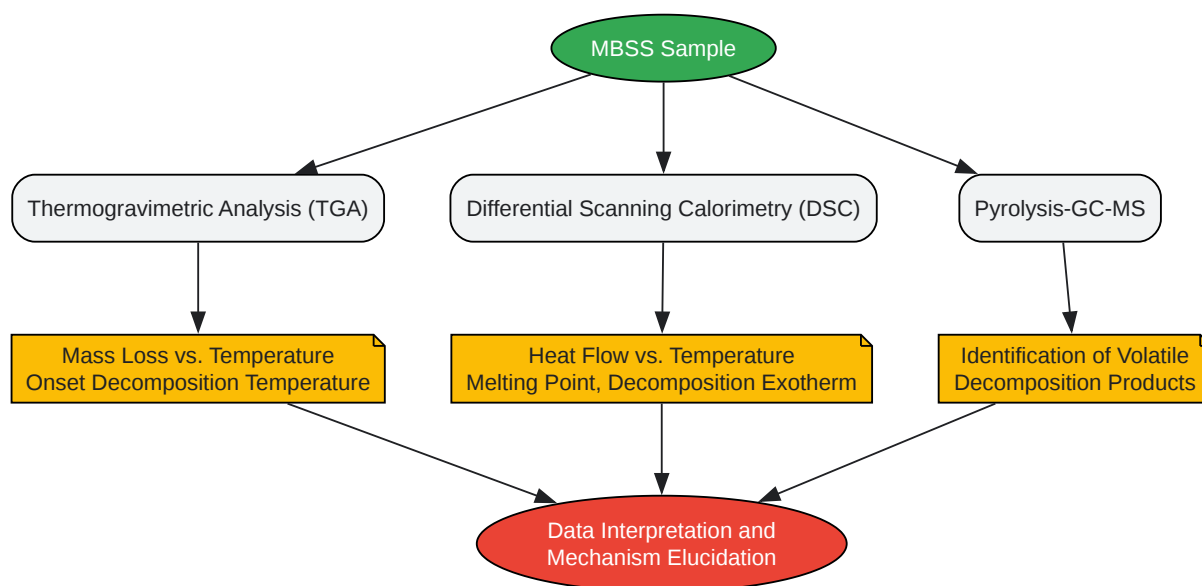 MBSS Sample
Thermogravimetric Analysis (TGA)
Differential Scanning Calorimetry (DSC)
Pyrolysis-GC-MS
Mass Loss vs. Temperature
Onset Decomposition Temperature
Heat Flow vs. Temperature
Melting Point, Decomposition Exotherm
Identification of Volatile
Decomposition Products
Data Interpretation and
Mechanism Elucidation